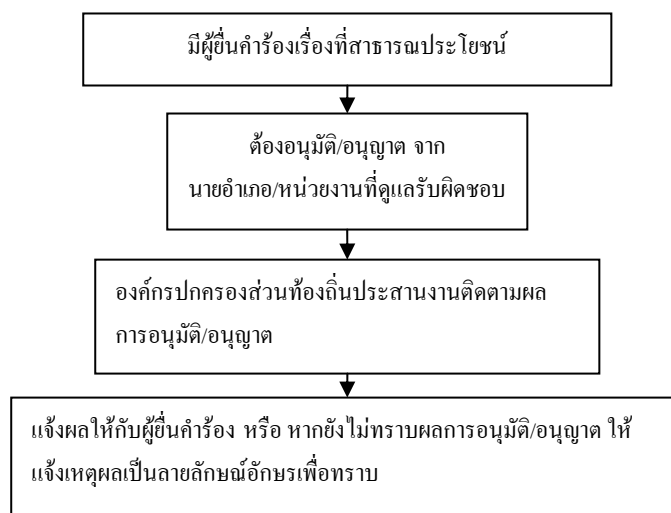 มีผู้ยื่นคำร้องเรื่องที่สาธารณประโยชน์
ต้องอนุมัติ/อนุญาต จาก
นายอำเภอ/หน่วยงานที่ดูแลรับผิดชอบ
องค์กรปกครองส่วนท้องถิ่นประสานงานติดตามผล
การอนุมัติ/อนุญาต
แจ้งผลให้กับผู้ยื่นคำร้อง หรือ หากยังไม่ทราบผลการอนุมัติ/อนุญาต ให้
แจ้งเหตุผลเป็นลายลักษณ์อักษรเพื่อทราบ